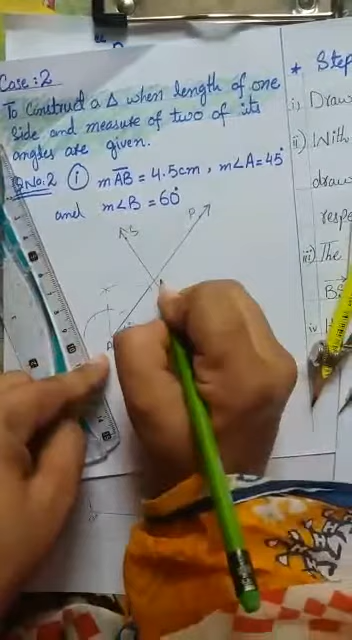 Case:2
To Construct a Δ when length of one
Side and measure of two of its
angles are given.
Q No:2 (i) mAB = 4.5cm, m∠A=45°
and m∠B = 60°
P
S
A
* Step
i, Draw
ii) With
draw
respe
iii) The
BS
iv